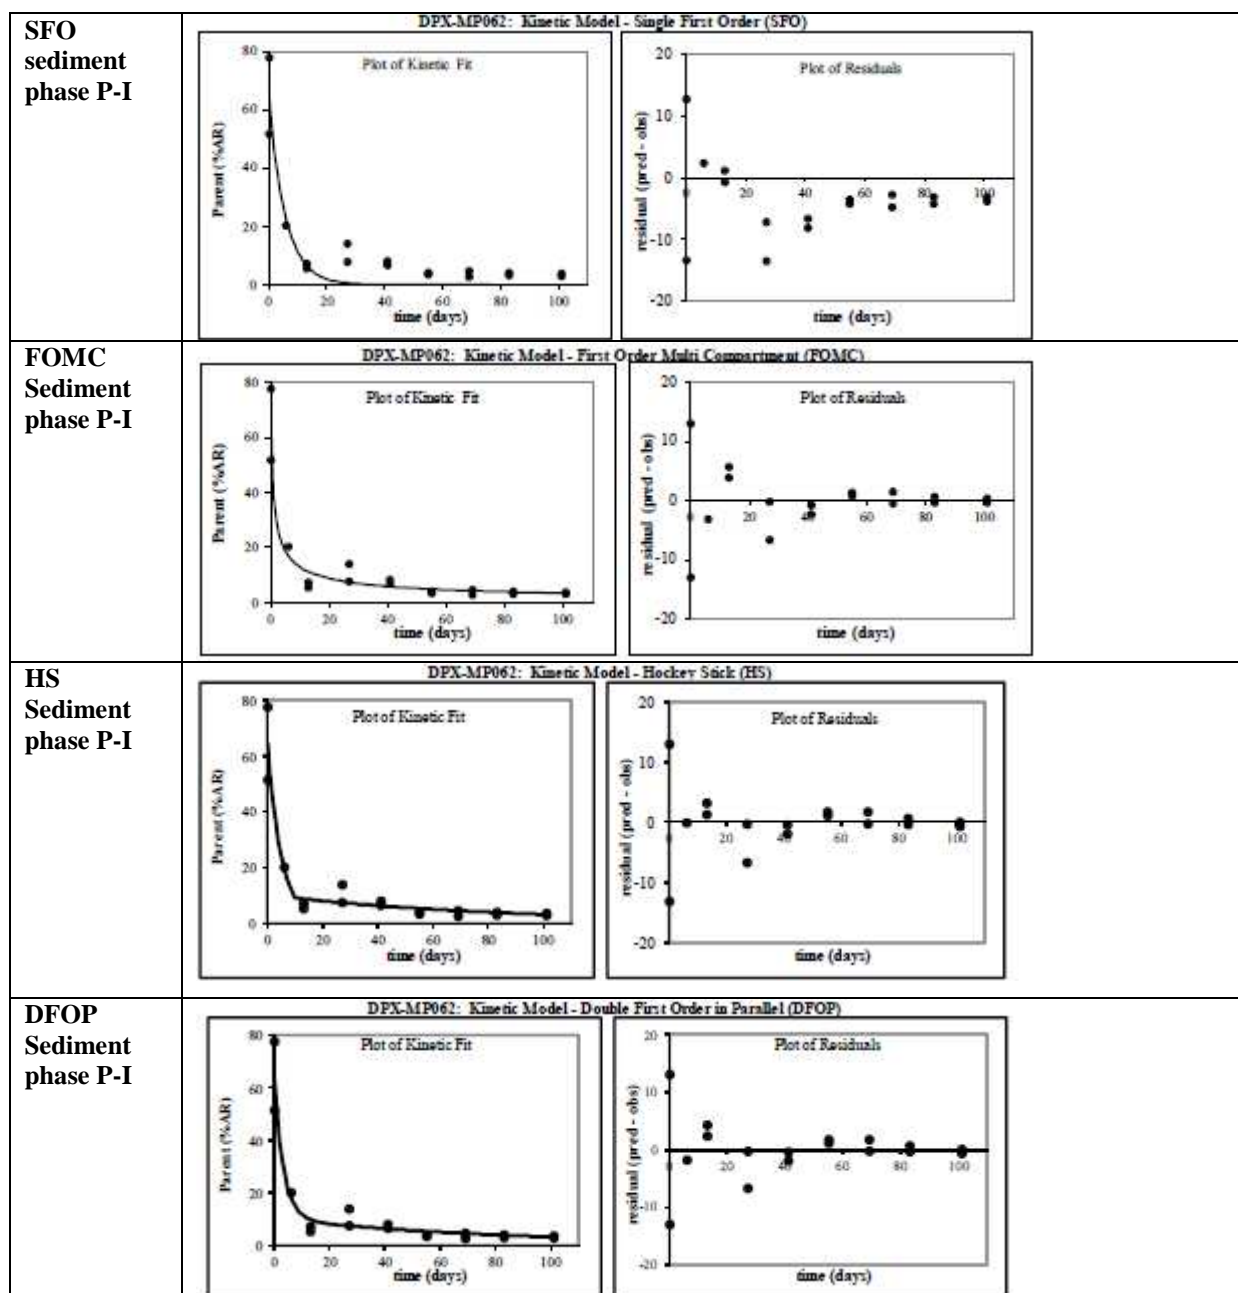 SFO
sediment
phase P-I
DPX-MP062: Kinetic Model - Single First Order (SFO)
Plot of Kinetic Fit
Parent (%AR)
80
60
40
20
0
0 20 40 60 80 100
time (days)
Plot of Residuals
residual (pred - obs)
20
10
0
-10
-20
0 20 40 60 80 100
time (days)
FOMC
Sediment
phase P-I
DPX-MP062: Kinetic Model - First Order Multi Compartment (FOMC)
Plot of Kinetic Fit
Parent (%AR)
80
60
40
20
0
0 20 40 60 80 100
time (days)
Plot of Residuals
residual (pred - obs)
20
10
0
-10
-20
0 20 40 60 80 100
time (days)
HS
Sediment
phase P-I
DPX-MP062: Kinetic Model - Hockey Stick (HS)
Plot of Kinetic Fit
Parent (%AR)
80
60
40
20
0
0 20 40 60 80 100
time (days)
Plot of Residuals
residual (pred - obs)
20
10
0
-10
-20
0 20 40 60 80 100
time (days)
DFOP
Sediment
phase P-I
DPX-MP062: Kinetic Model - Double First Order in Parallel (DFOP)
Plot of Kinetic Fit
Parent (%AR)
80
60
40
20
0
0 20 40 60 80 100
time (days)
Plot of Residuals
residual (pred - obs)
20
10
0
-10
-20
0 20 40 60 80 100
time (days)